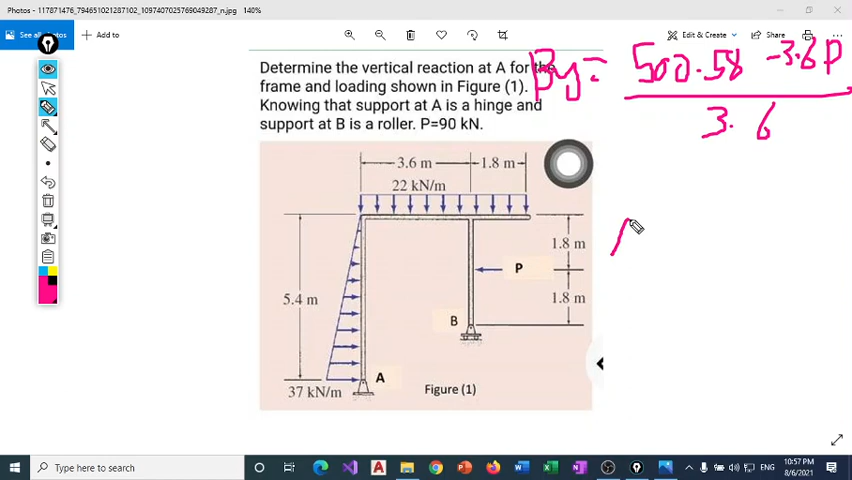 Photos - 117871476_794651021287102_1097407025769049287_n.jpg 140%
See all photos
Add to
Edit & Create
Share
Determine the vertical reaction at A for the
frame and loading shown in Figure (1).
Knowing that support at A is a hinge and
support at B is a roller. P=90 kN.
By= 500.58 -3.6P
3.6
3.6 m
1.8 m
22 kN/m
1.8 m
P
5.4 m
1.8 m
B
A
37 kN/m
Figure (1)
Type here to search
ENG
10:57 PM
8/6/2021